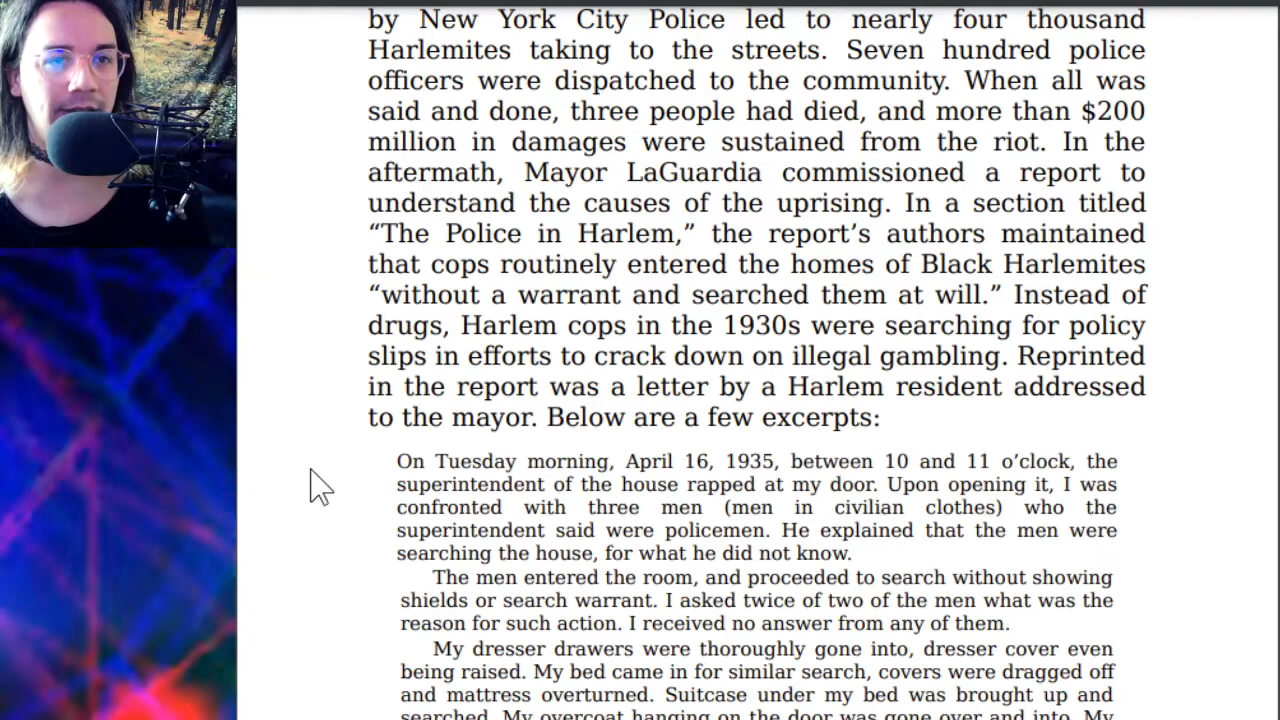 by New York City Police led to nearly four thousand
Harlemites taking to the streets. Seven hundred police
officers were dispatched to the community. When all was
said and done, three people had died, and more than $200
million in damages were sustained from the riot. In the
aftermath, Mayor LaGuardia commissioned a report to
understand the causes of the uprising. In a section titled
“The Police in Harlem,” the report’s authors maintained
that cops routinely entered the homes of Black Harlemites
“without a warrant and searched them at will.” Instead of
drugs, Harlem cops in the 1930s were searching for policy
slips in efforts to crack down on illegal gambling. Reprinted
in the report was a letter by a Harlem resident addressed
to the mayor. Below are a few excerpts:
On Tuesday morning, April 16, 1935, between 10 and 11 o’clock, the
superintendent of the house rapped at my door. Upon opening it, I was
confronted with three men (men in civilian clothes) who the
superintendent said were policemen. He explained that the men were
searching the house, for what he did not know.
The men entered the room, and proceeded to search without showing
shields or search warrant. I asked twice of two of the men what was the
reason for such action. I received no answer from any of them.
My dresser drawers were thoroughly gone into, dresser cover even
being raised. My bed came in for similar search, covers were dragged off
and mattress overturned. Suitcase under my bed was brought up and
searched. My overcoat hanging on the door was gone over and into. My